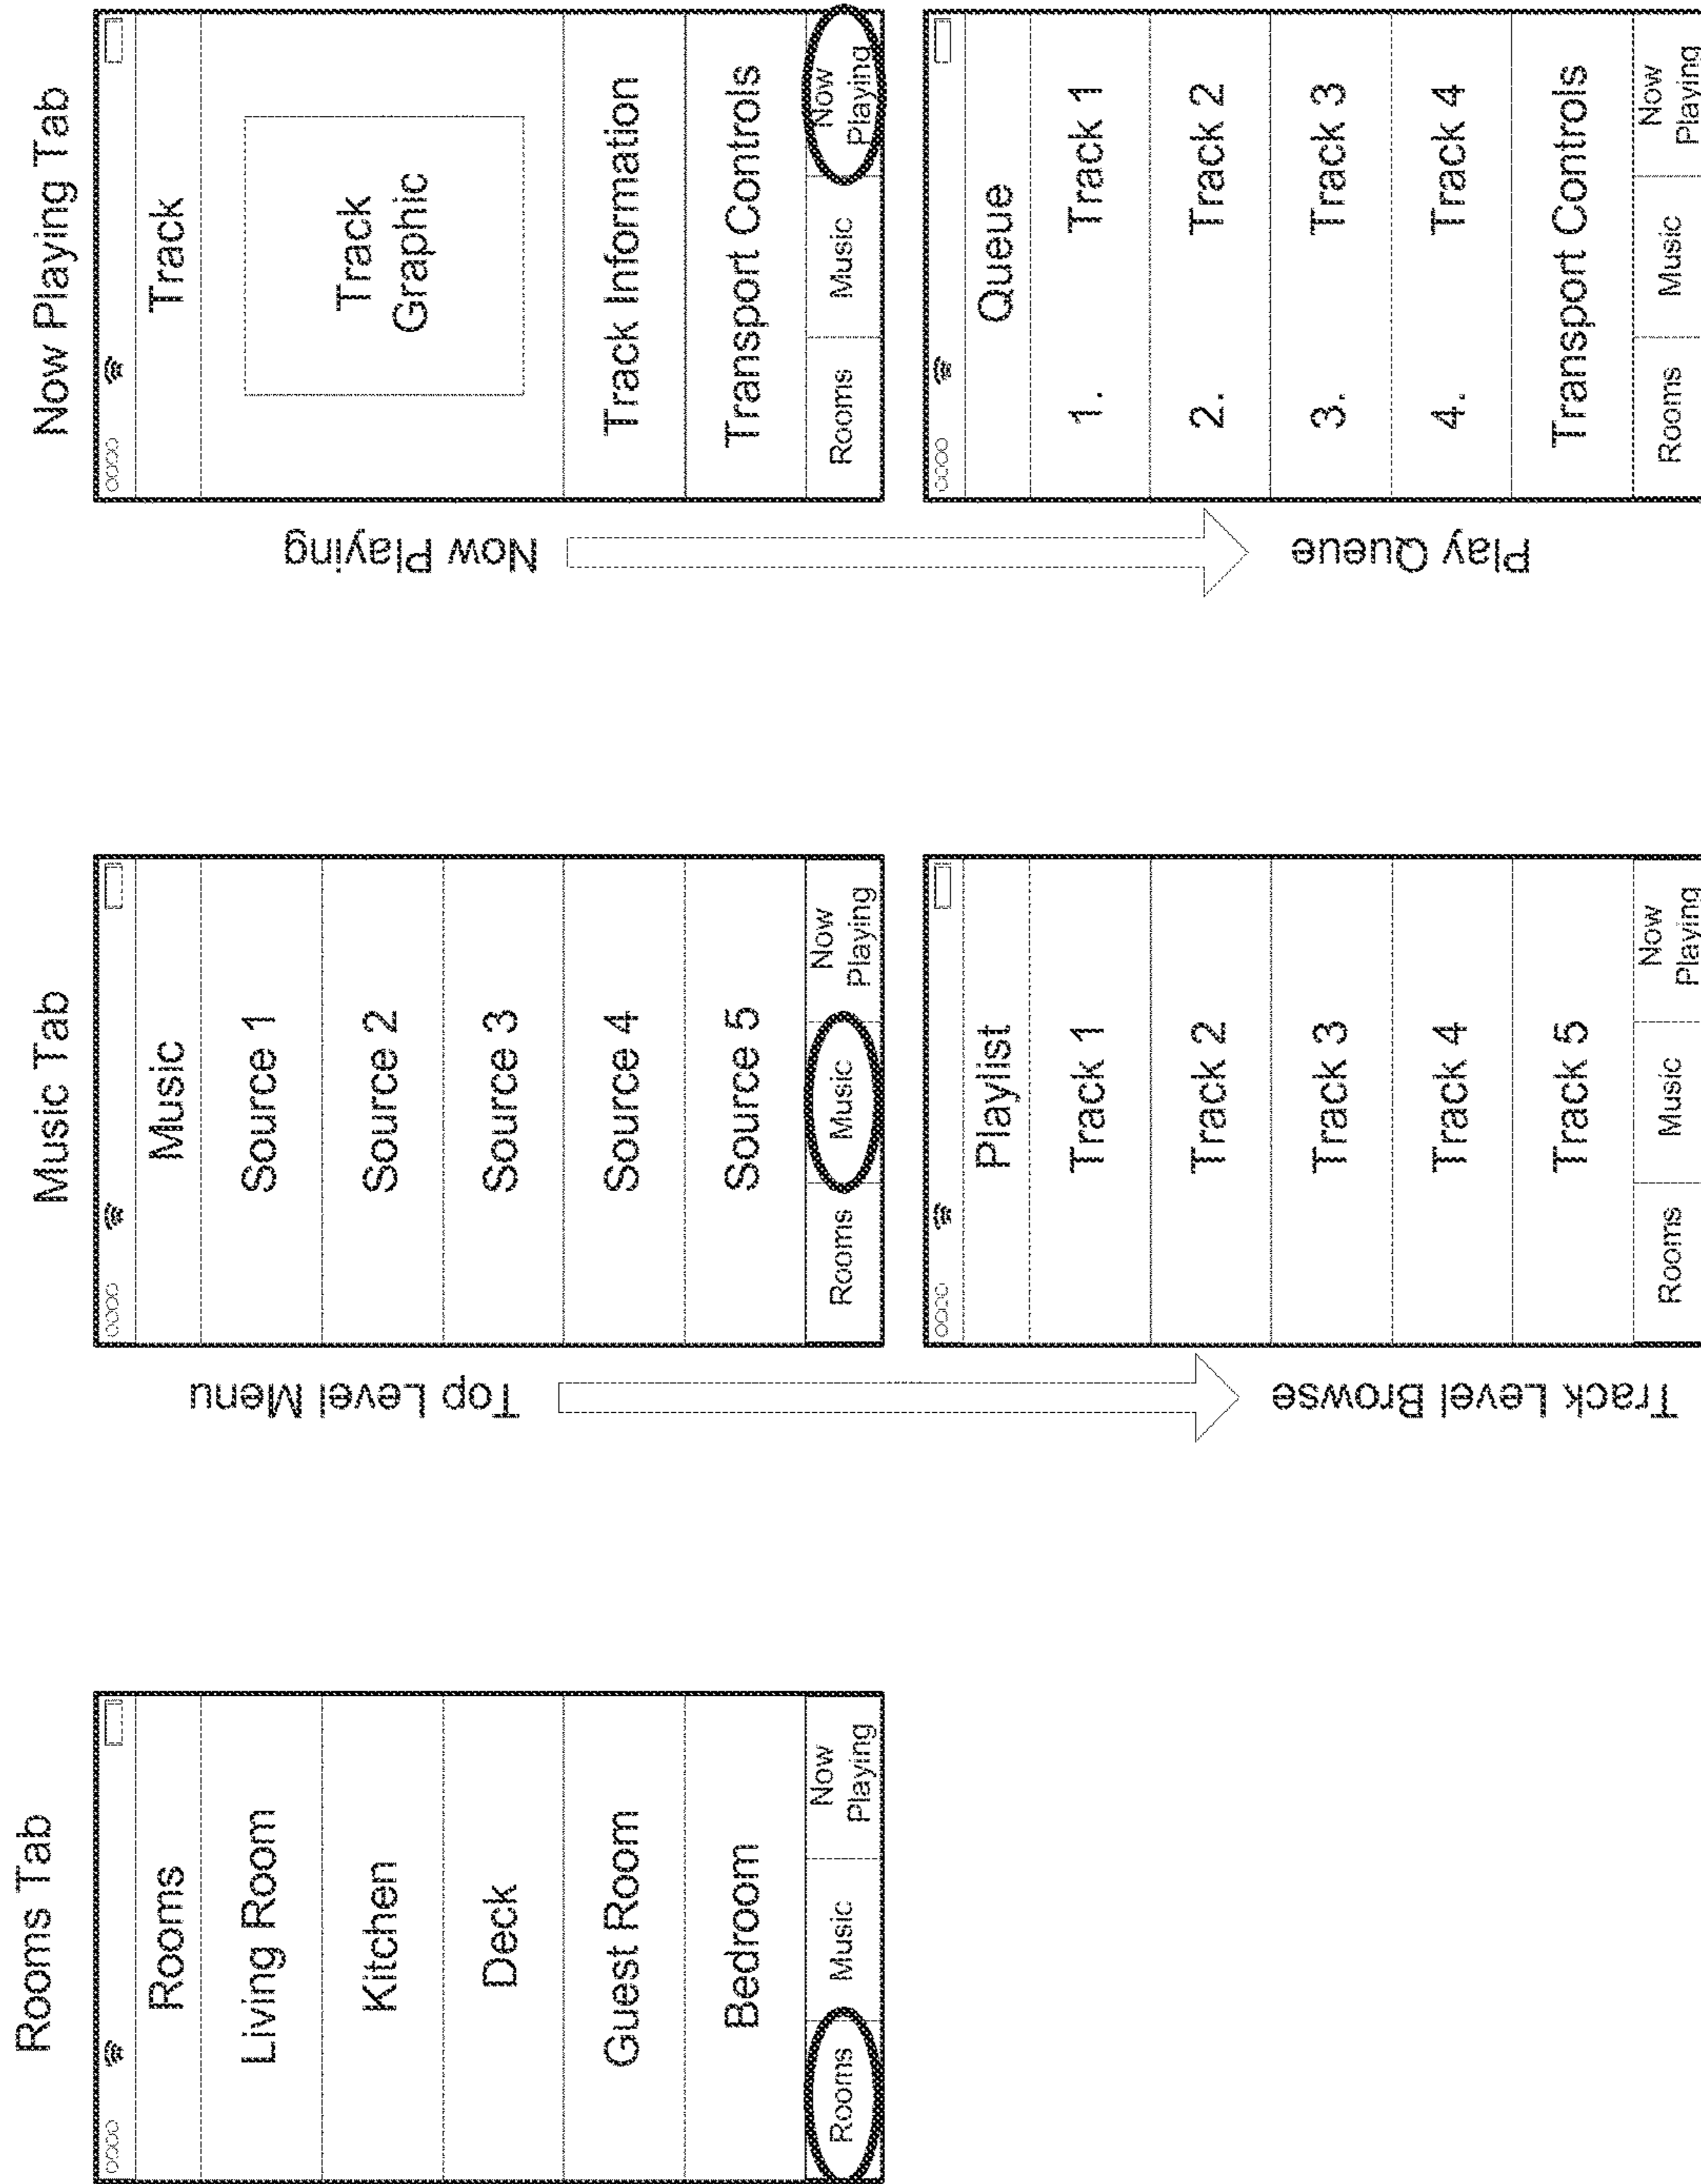 Rooms Tab
Rooms
Living Room
Kitchen
Deck
Guest Room
Bedroom
Rooms
Music
Now
Playing
Music Tab
Top Level Menu
Music
Source 1
Source 2
Source 3
Source 4
Source 5
Rooms
Music
Now
Playing
Track Level Browse
Playlist
Track 1
Track 2
Track 3
Track 4
Track 5
Rooms
Music
Now
Playing
Now Playing Tab
Now Playing
Track
Track
Graphic
Track Information
Transport Controls
Rooms
Music
Now
Playing
Play Queue
Queue
1. Track 1
2. Track 2
3. Track 3
4. Track 4
Transport Controls
Rooms
Music
Now
Playing